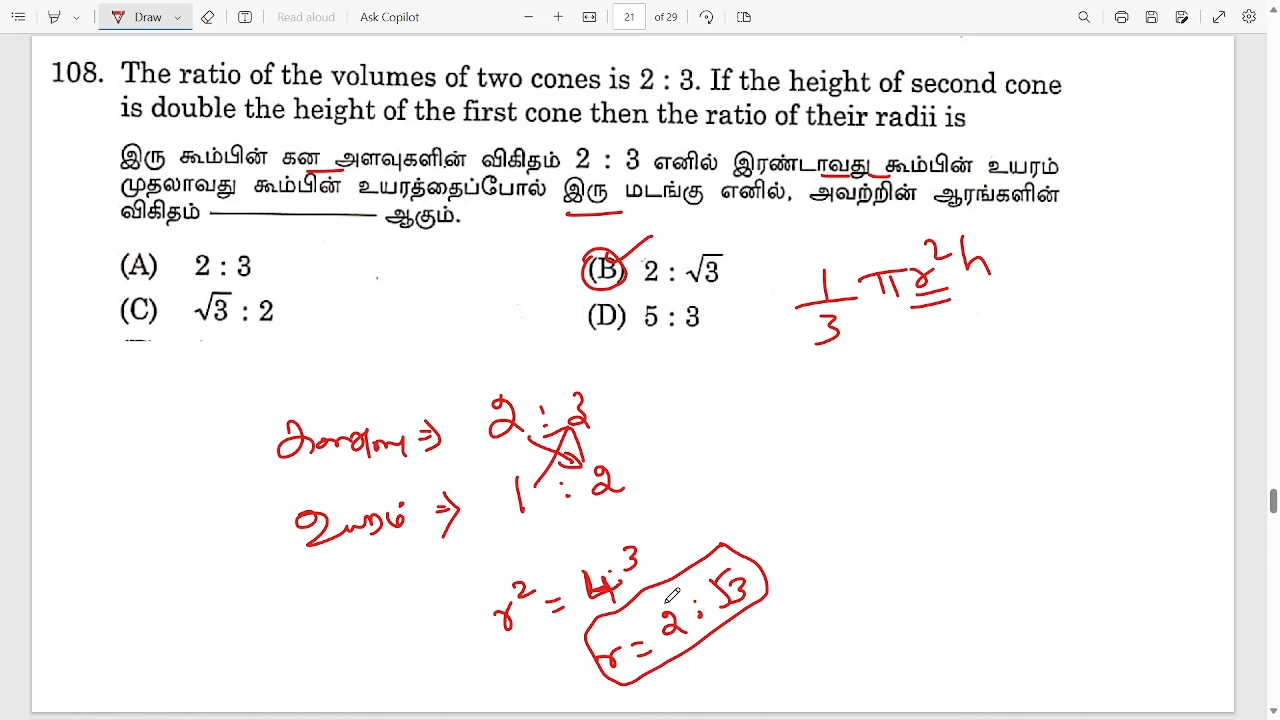 Draw
Read aloud
Ask Copilot
21
of 29
108. The ratio of the volumes of two cones is 2 : 3. If the height of second cone
is double the height of the first cone then the ratio of their radii is
இரு கூம்பின் கன அளவுகளின் விகிதம் 2 : 3 எனில் இரண்டாவது கூம்பின் உயரம்
முதலாவது கூம்பின் உயரத்தைப்போல் இரு மடங்கு எனில், அவற்றின் ஆரங்களின்
விகிதம் ———————— ஆகும்.
(A) 2 : 3
(B) 2 : √3
(C) √3 : 2
(D) 5 : 3
1/3 πr²h
⇒ 2 : 3
உயரம் ⇒ 1 : 2
r² = 4 : 3
r = 2 : √3